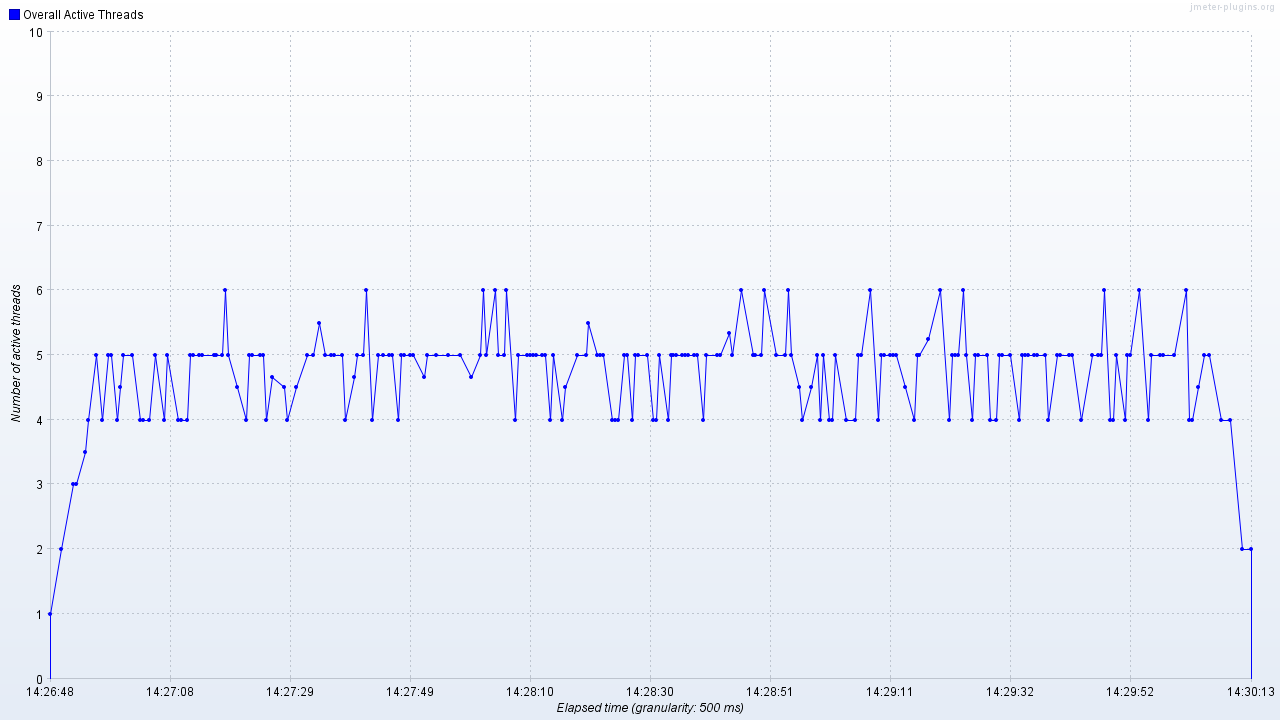 Overall Active Threads
jmeter-plugins.org
10
9
8
7
6
5
4
3
2
1
0
Number of active threads
14:26:48 14:27:08 14:27:29 14:27:49 14:28:10 14:28:30 14:28:51 14:29:11 14:29:32 14:29:52 14:30:13
Elapsed time (granularity: 500 ms)